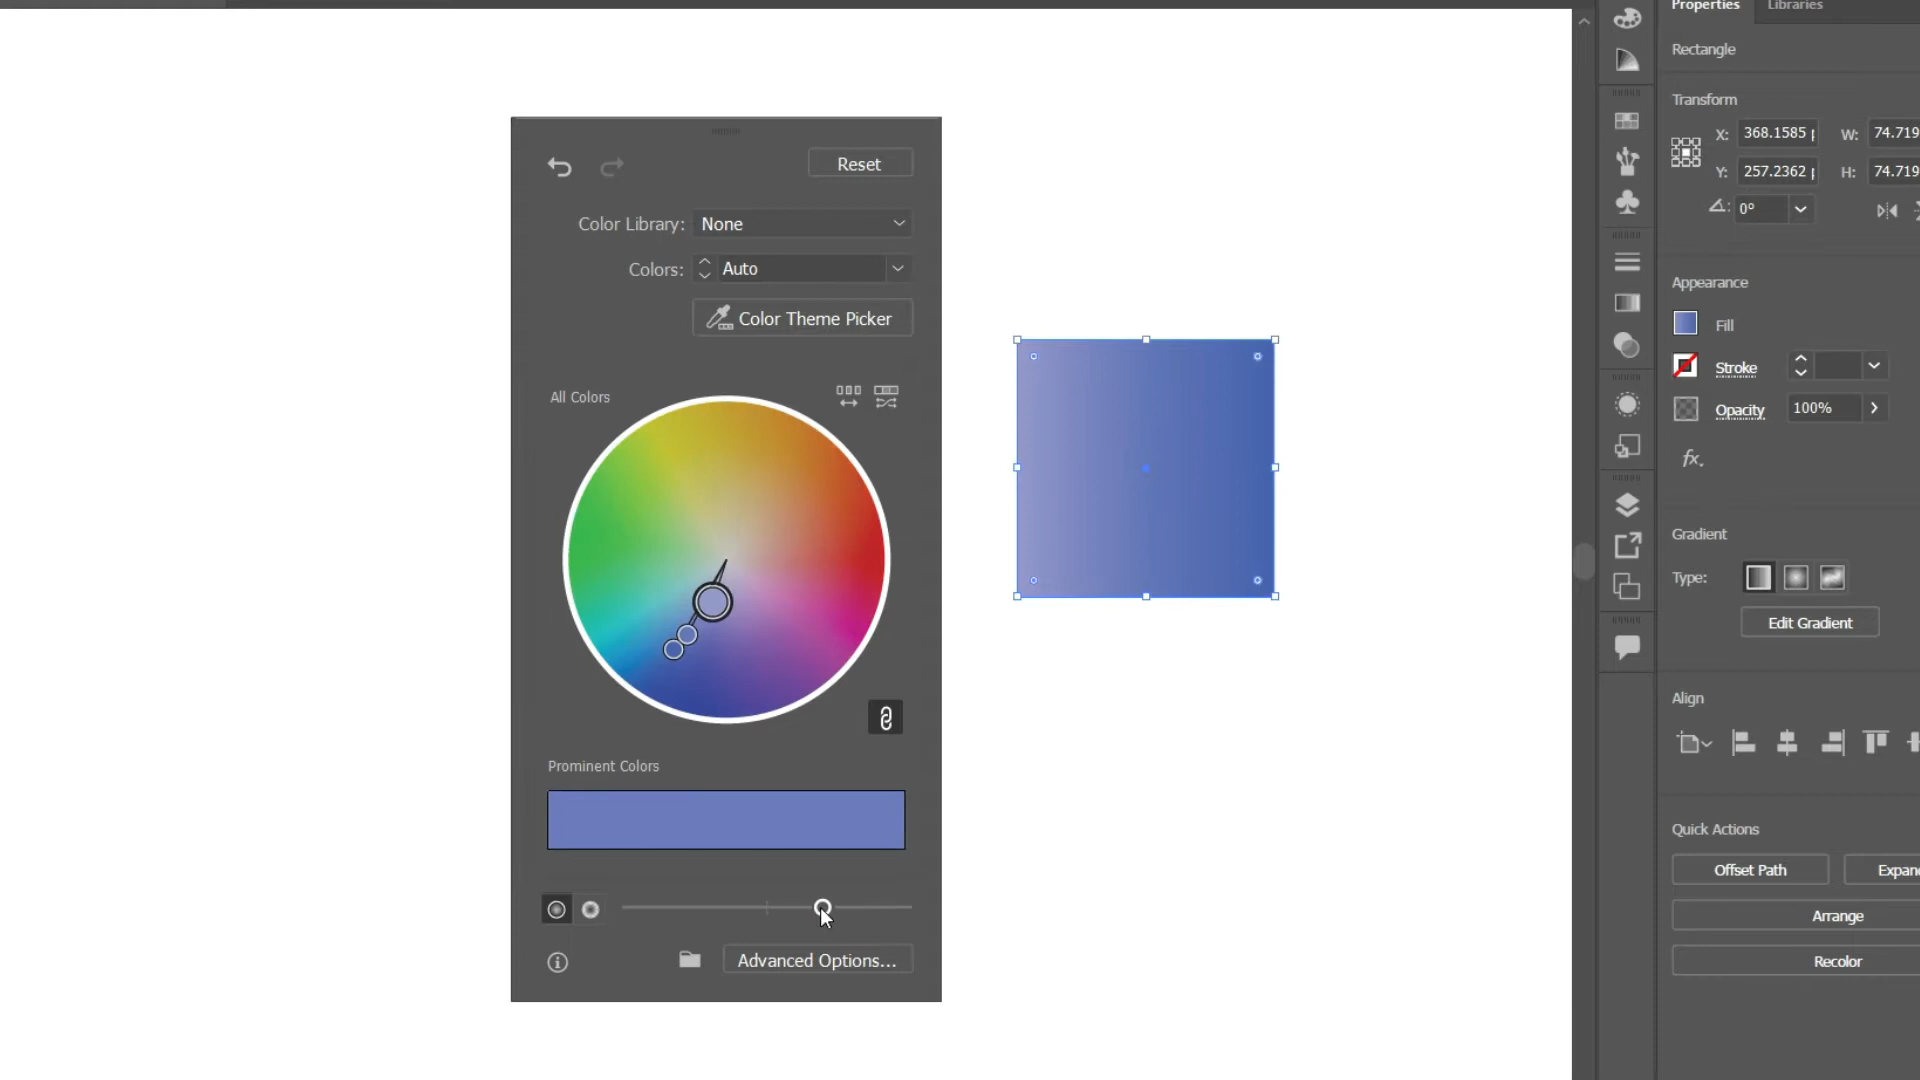 Properties
Libraries
Rectangle
Transform
X: 368.1585 p
W: 74.719
Y: 257.2362 p
H: 74.719
0°
Appearance
Fill
Stroke
Opacity
100%
fx.
Gradient
Type:
Edit Gradient
Align
Quick Actions
Offset Path
Expan
Arrange
Recolor
Reset
Color Library: None
Colors: Auto
Color Theme Picker
All Colors
Prominent Colors
Advanced Options...